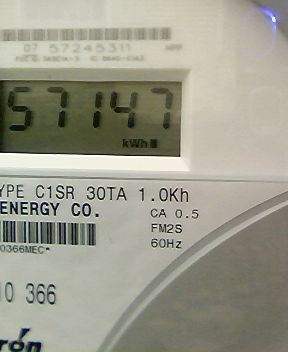 07 57245311
57147
kWh
YPE C1SR 30TA 1.0Kh
ENERGY CO.
CA 0.5
FM2S
60Hz
0366MEC*
10 366
rón